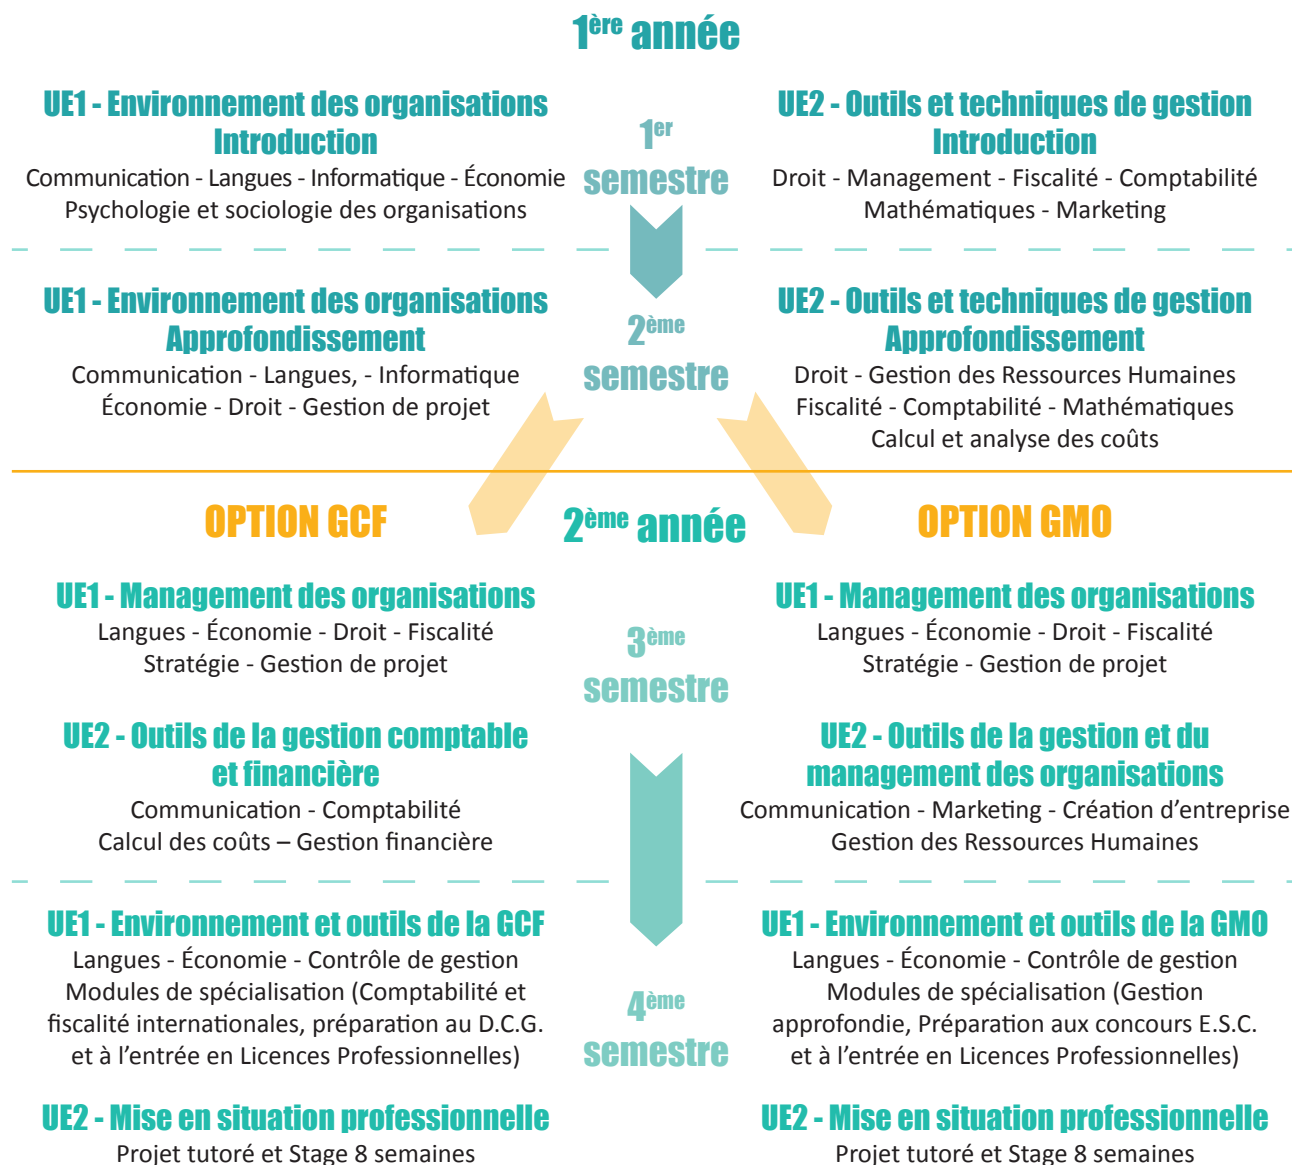 1ère année
UE1 - Environnement des organisations
Introduction
Communication - Langues - Informatique - Économie
Psychologie et sociologie des organisations
1er
semestre
UE2 - Outils et techniques de gestion
Introduction
Droit - Management - Fiscalité - Comptabilité
Mathématiques - Marketing
UE1 - Environnement des organisations
Approfondissement
Communication - Langues, - Informatique
Économie - Droit - Gestion de projet
2ème
semestre
UE2 - Outils et techniques de gestion
Approfondissement
Droit - Gestion des Ressources Humaines
Fiscalité - Comptabilité - Mathématiques
Calcul et analyse des coûts
OPTION GCF
2ème année
OPTION GMO
UE1 - Management des organisations
Langues - Économie - Droit - Fiscalité
Stratégie - Gestion de projet
3ème
semestre
UE1 - Management des organisations
Langues - Économie - Droit - Fiscalité
Stratégie - Gestion de projet
UE2 - Outils de la gestion comptable
et financière
Communication - Comptabilité
Calcul des coûts – Gestion financière
UE2 - Outils de la gestion et du
management des organisations
Communication - Marketing - Création d’entreprise
Gestion des Ressources Humaines
UE1 - Environnement et outils de la GCF
Langues - Économie - Contrôle de gestion
Modules de spécialisation (Comptabilité et
fiscalité internationales, préparation au D.C.G.
et à l’entrée en Licences Professionnelles)
4ème
semestre
UE1 - Environnement et outils de la GMO
Langues - Économie - Contrôle de gestion
Modules de spécialisation (Gestion
approfondie, Préparation aux concours E.S.C.
et à l’entrée en Licences Professionnelles)
UE2 - Mise en situation professionnelle
Projet tutoré et Stage 8 semaines
UE2 - Mise en situation professionnelle
Projet tutoré et Stage 8 semaines